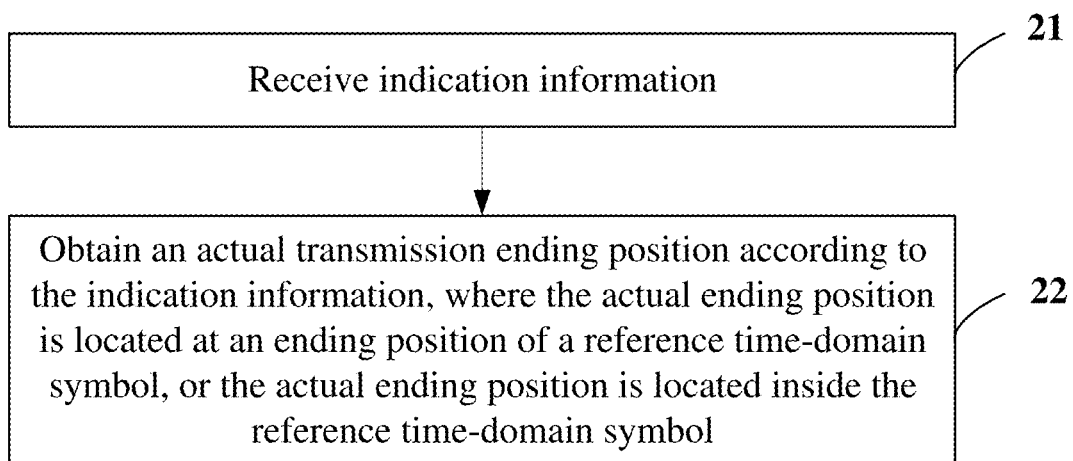 21
Receive indication information
Obtain an actual transmission ending position according to
the indication information, where the actual ending position
is located at an ending position of a reference time-domain
symbol, or the actual ending position is located inside the
reference time-domain symbol
22